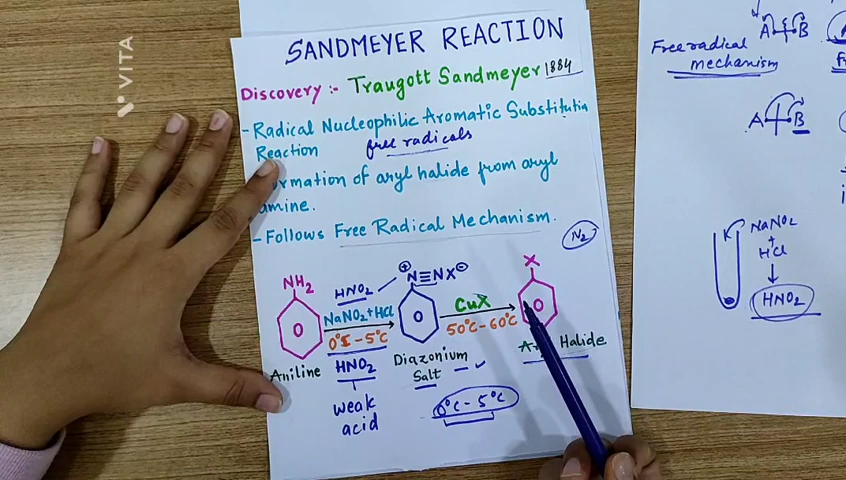 SANDMEYER REACTION
Discovery :- Traugott Sandmeyer 1884
- Radical Nucleophilic Aromatic Substitution
Reaction free radicals
rmation of aryl halide from aryl
amine.
- Follows Free Radical Mechanism.
N2
NH2
HNO2
⊕
N≡NX⊖
X
NaNO2+HCl
CuX
0°C - 5°C
50°C - 60°C
Aniline
HNO2
Diazonium
Salt
Halide
weak
acid
0°C - 5°C
Free radical
mechanism
A B
A B
NaNO2
+
HCl
HNO2
VITA